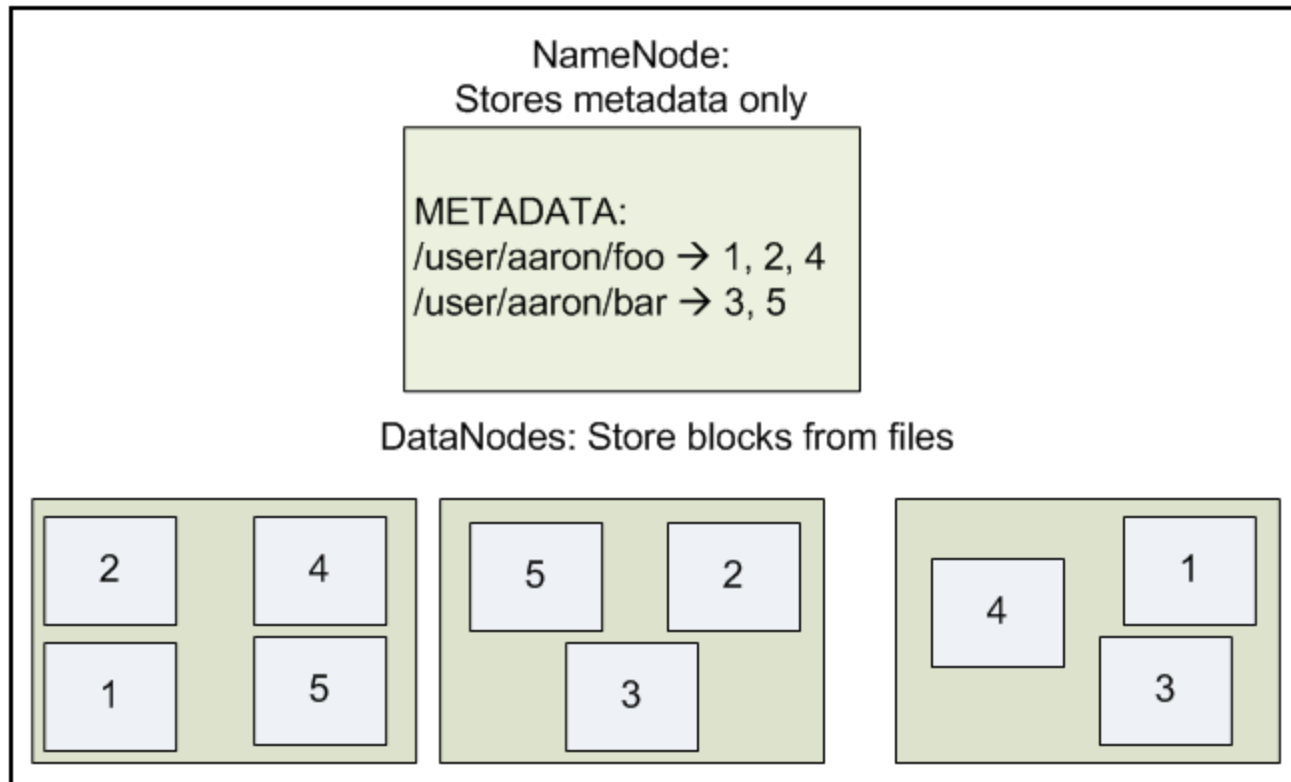 NameNode:
Stores metadata only
METADATA:
/user/aaron/foo → 1, 2, 4
/user/aaron/bar → 3, 5
DataNodes: Store blocks from files
2
4
1
5
5
2
3
4
1
3